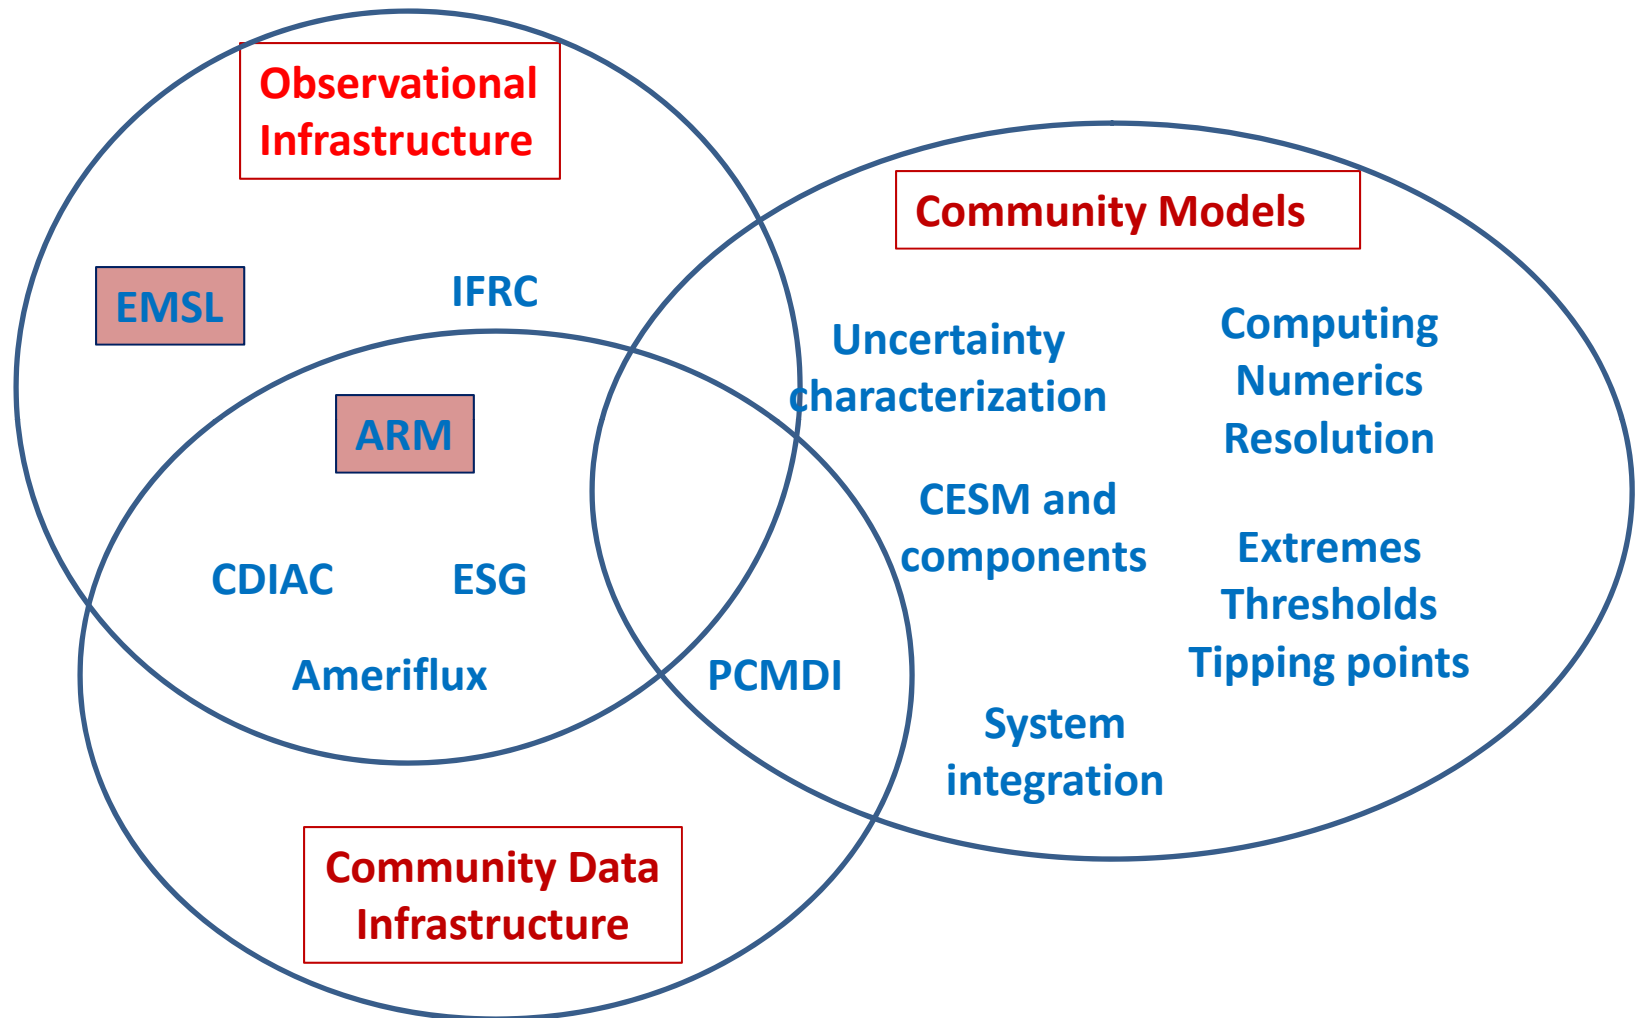 Observational
Infrastructure
Community Models
EMSL
IFRC
Uncertainty
characterization
Computing
Numerics
Resolution
ARM
CESM and
components
Extremes
Thresholds
Tipping points
CDIAC
ESG
Ameriflux
PCMDI
System
integration
Community Data
Infrastructure